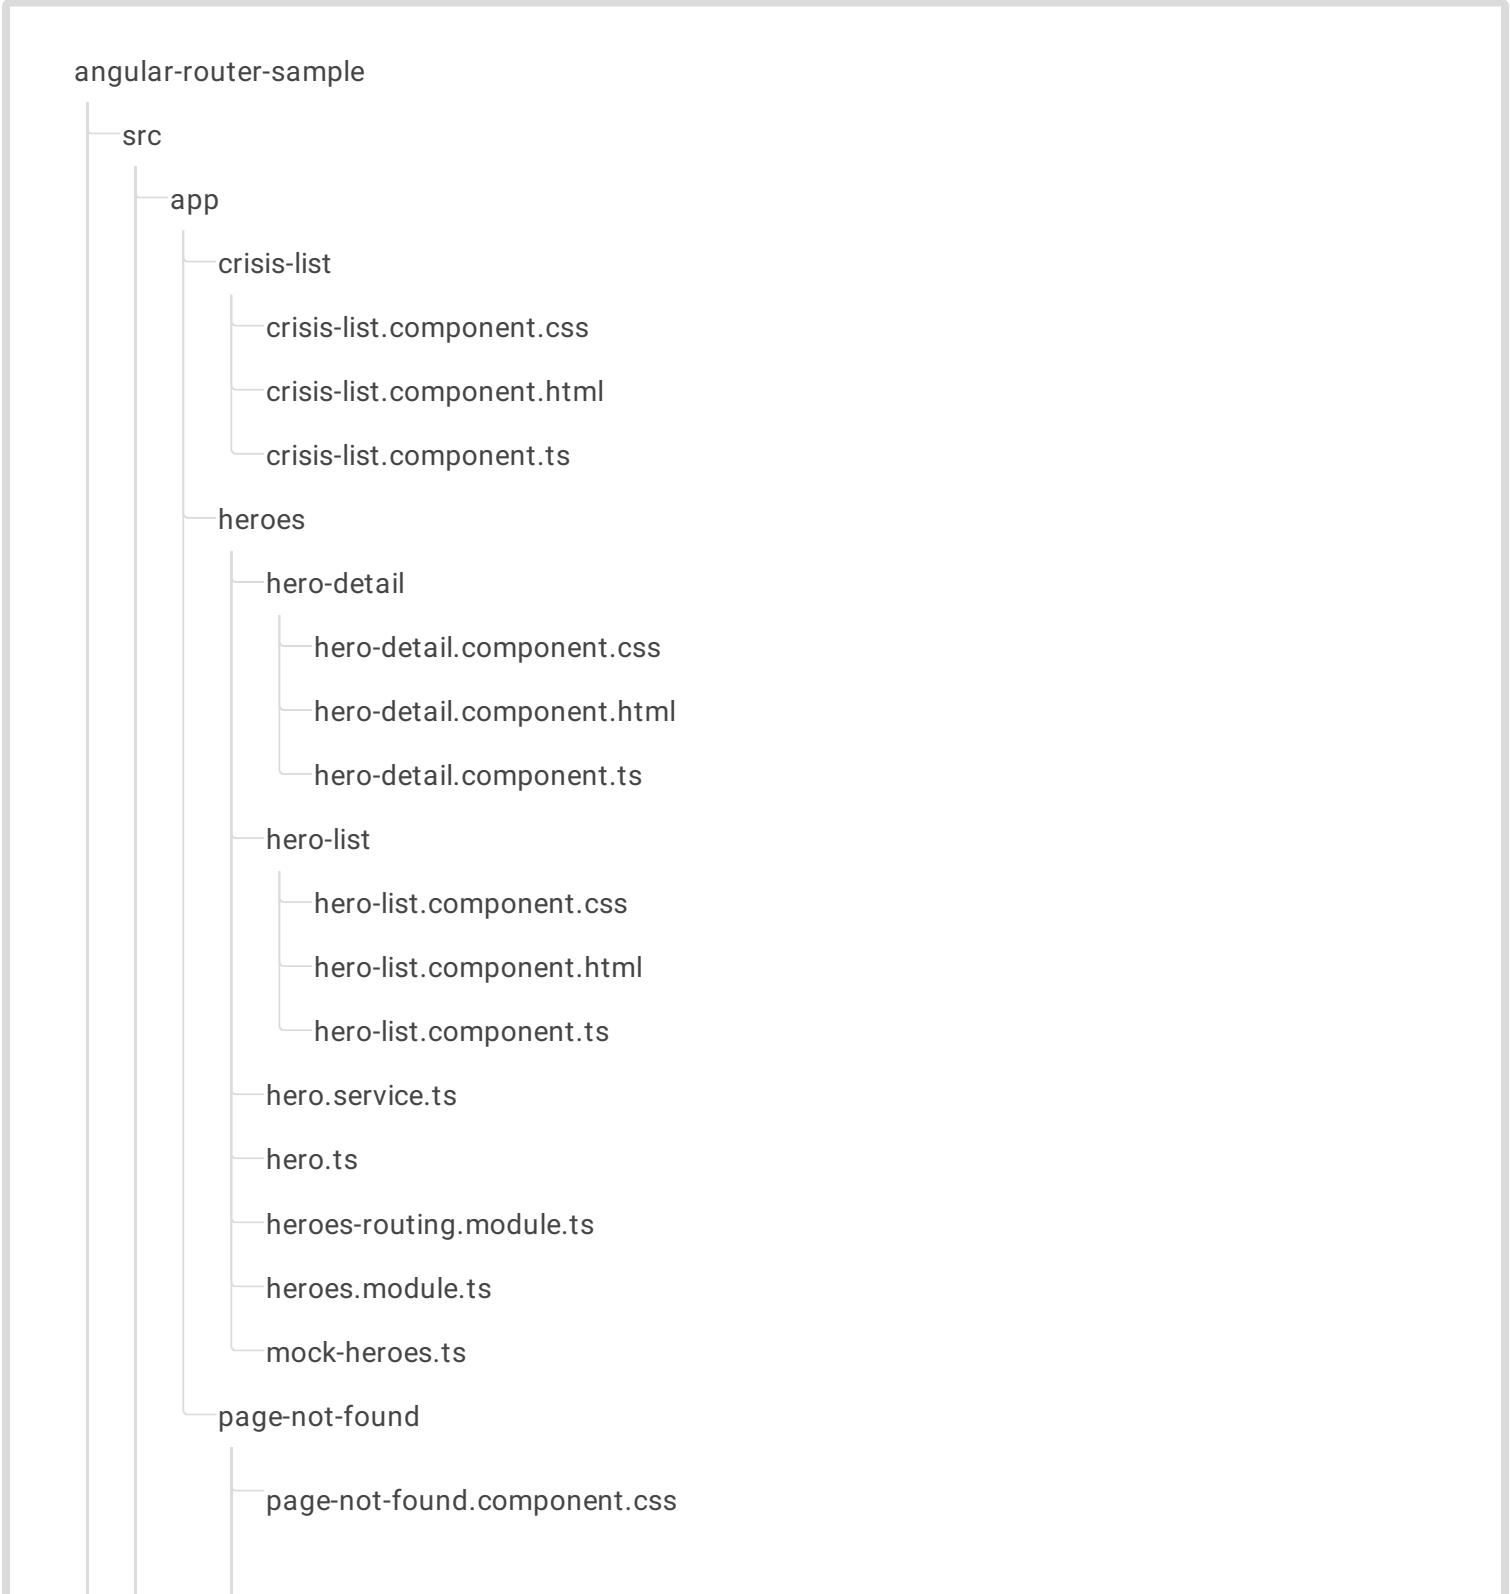 angular-router-sample
src
app
crisis-list
crisis-list.component.css
crisis-list.component.html
crisis-list.component.ts
heroes
hero-detail
hero-detail.component.css
hero-detail.component.html
hero-detail.component.ts
hero-list
hero-list.component.css
hero-list.component.html
hero-list.component.ts
hero.service.ts
hero.ts
heroes-routing.module.ts
heroes.module.ts
mock-heroes.ts
page-not-found
page-not-found.component.css